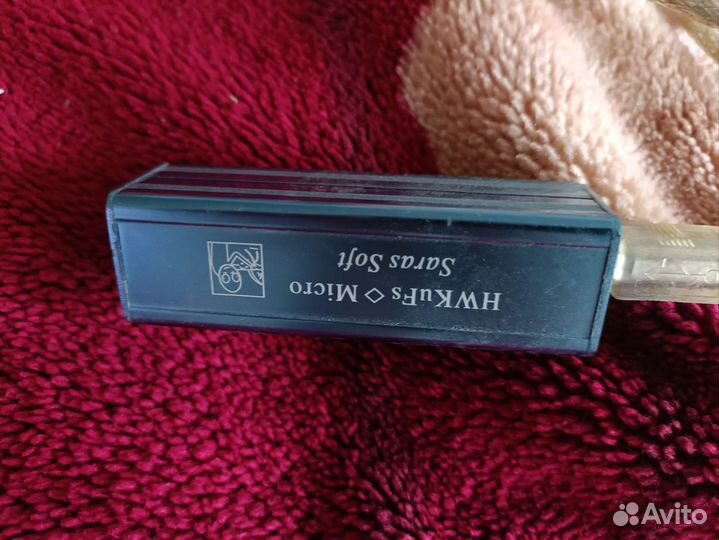 HWKuFs ◇ Micro
Saras Soft
Avito